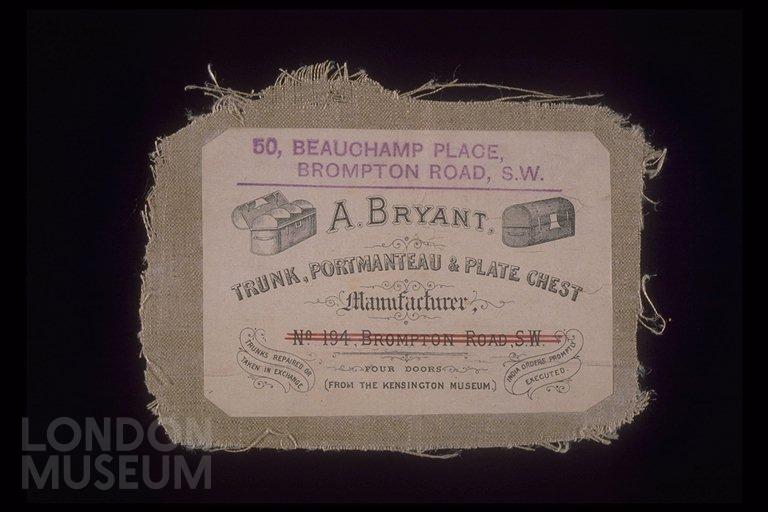 50, BEAUCHAMP PLACE,
BROMPTON ROAD, S.W.
A. BRYANT,
TRUNK, PORTMANTEAU & PLATE CHEST
Manufacturer,
No 194, BROMPTON ROAD, S.W.
TRUNKS REPAIRED OR
TAKEN IN EXCHANGE
FOUR DOORS
(FROM THE KENSINGTON MUSEUM.)
INDIA ORDERS PROMPTLY
EXECUTED.
LONDON
MUSEUM